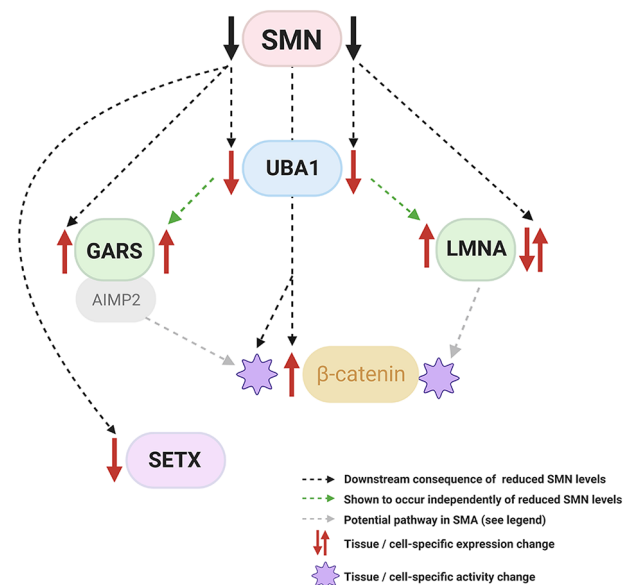 SMN
UBA1
GARS
LMNA
AIMP2
β-catenin
SETX
Downstream consequence of reduced SMN levels
Shown to occur independently of reduced SMN levels
Potential pathway in SMA (see legend)
Tissue / cell-specific expression change
Tissue / cell-specific activity change